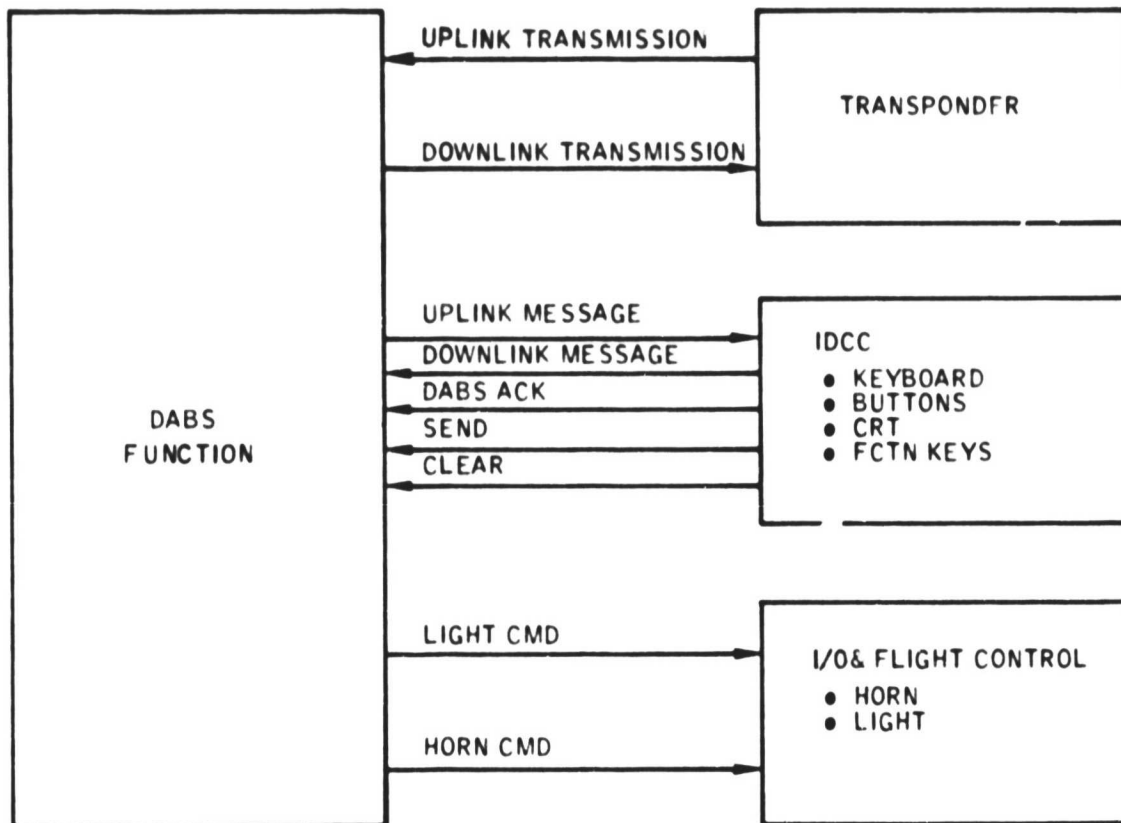 UPLINK TRANSMISSION
TRANSPONDFR
DOWNLINK TRANSMISSION
UPLINK MESSAGE
DOWNLINK MESSAGE
DABS ACK
SEND
CLEAR
IDCC
• KEYBOARD
• BUTTONS
• CRT
• FCTN KEYS
DABS
FUNCTION
LIGHT CMD
HORN CMD
I/O& FLIGHT CONTROL
• HORN
• LIGHT